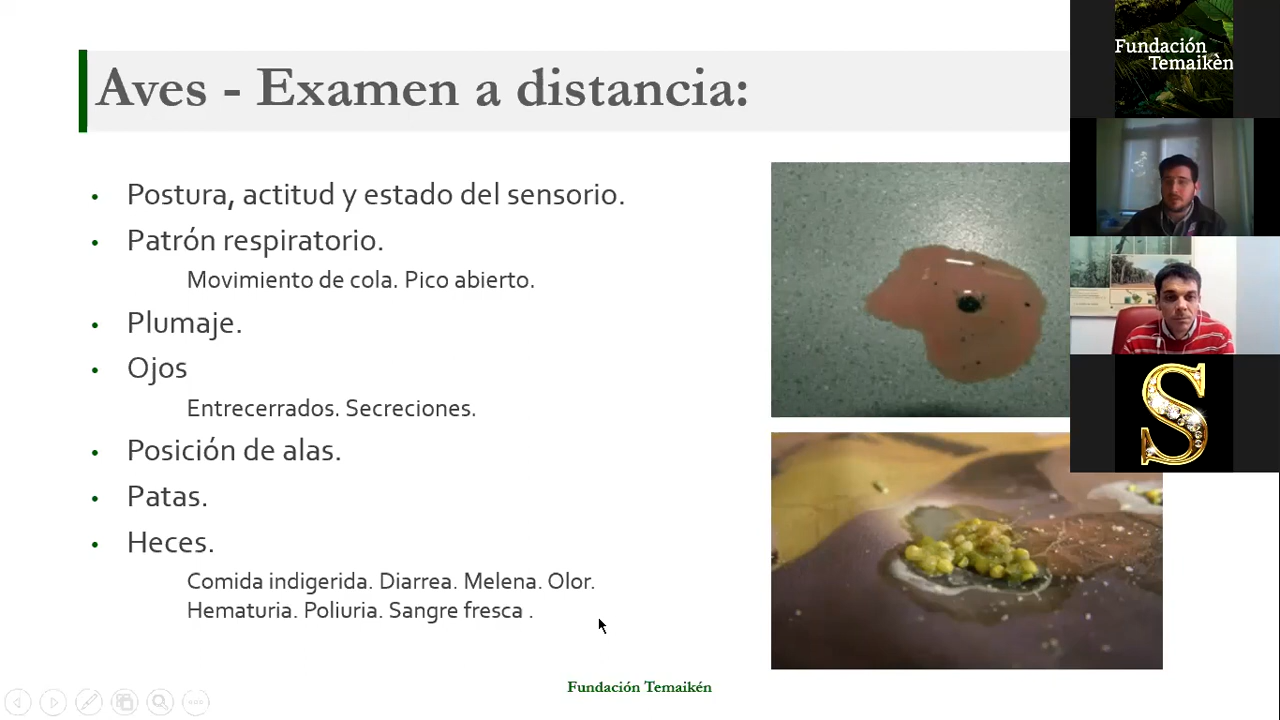 Aves - Examen a distancia:
Postura, actitud y estado del sensorio.
Patrón respiratorio.
Movimiento de cola. Pico abierto.
Plumaje.
Ojos
Entrecerrados. Secreciones.
Posición de alas.
Patas.
Heces.
Comida indigerida. Diarrea. Melena. Olor.
Hematuria. Poliuria. Sangre fresca .
Fundación Temaikén
Fundación
Temaikèn
S